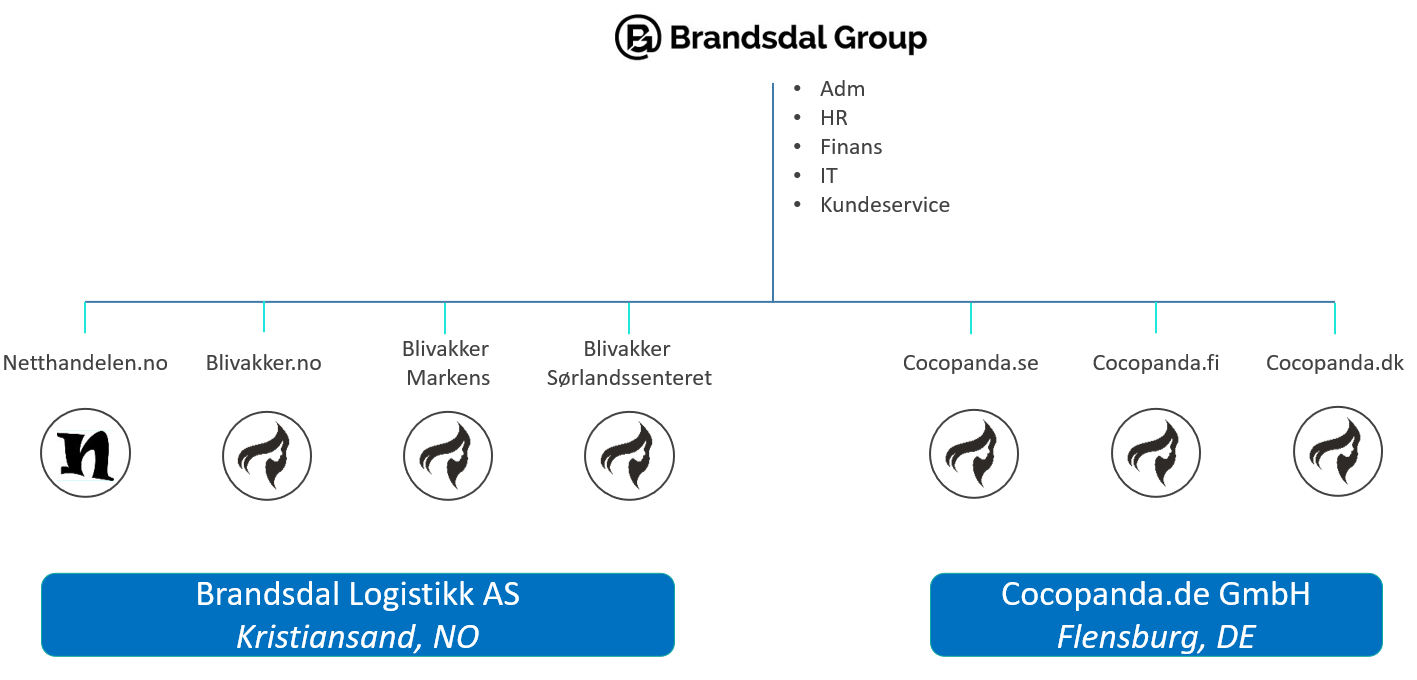 Brandsdal Group
• Adm
• HR
• Finans
• IT
• Kundeservice
Netthandelen.no
Blivakker.no
Blivakker
Markens
Blivakker
Sørlandssenteret
Cocopanda.se
Cocopanda.fi
Cocopanda.dk
n
Brandsdal Logistikk AS
Kristiansand, NO
Cocopanda.de GmbH
Flensburg, DE